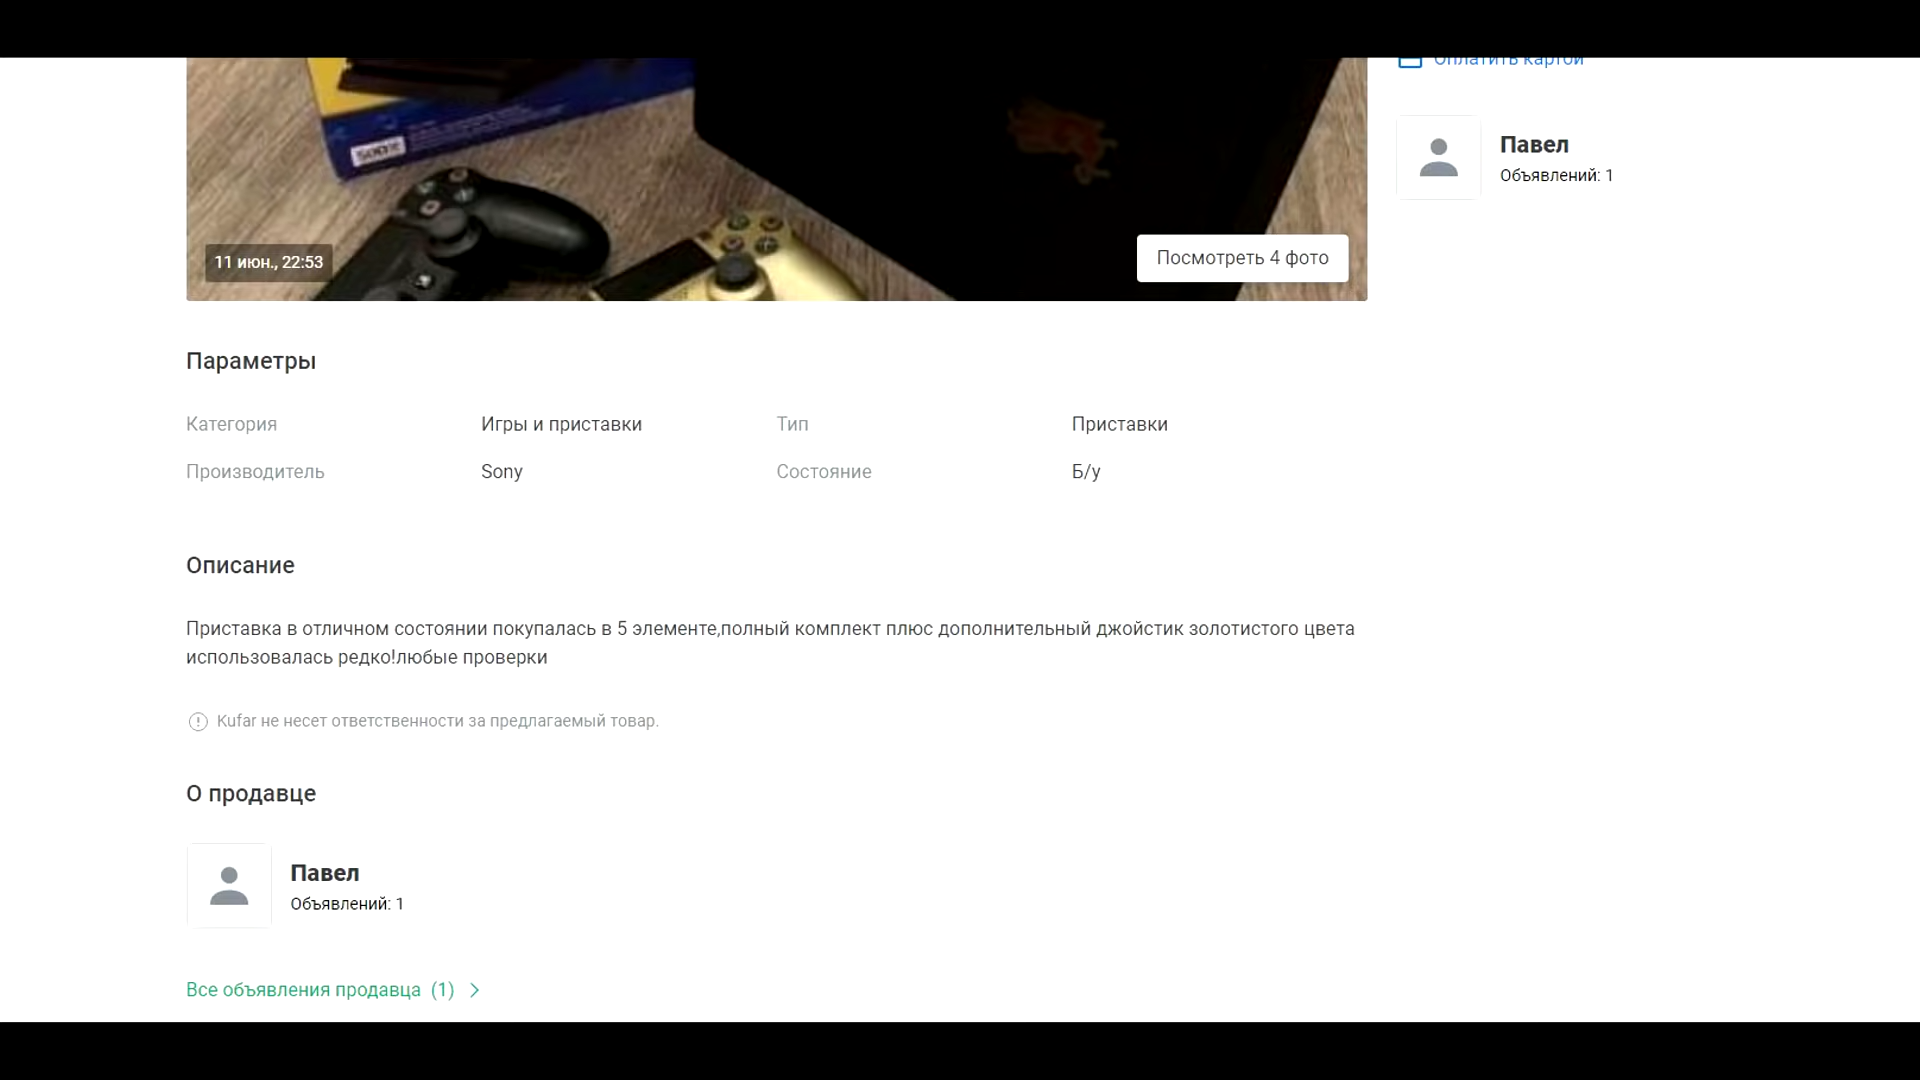 Оплатить картой
Павел
Объявлений: 1
11 июн., 22:53
Посмотреть 4 фото
Параметры
Категория Игры и приставки Тип Приставки
Производитель Sony Состояние Б/у
Описание
Приставка в отличном состоянии покупалась в 5 элементе,полный комплект плюс дополнительный джойстик золотистого цвета
использовалась редко!любые проверки
Kufar не несет ответственности за предлагаемый товар.
О продавце
Павел
Объявлений: 1
Все объявления продавца (1)